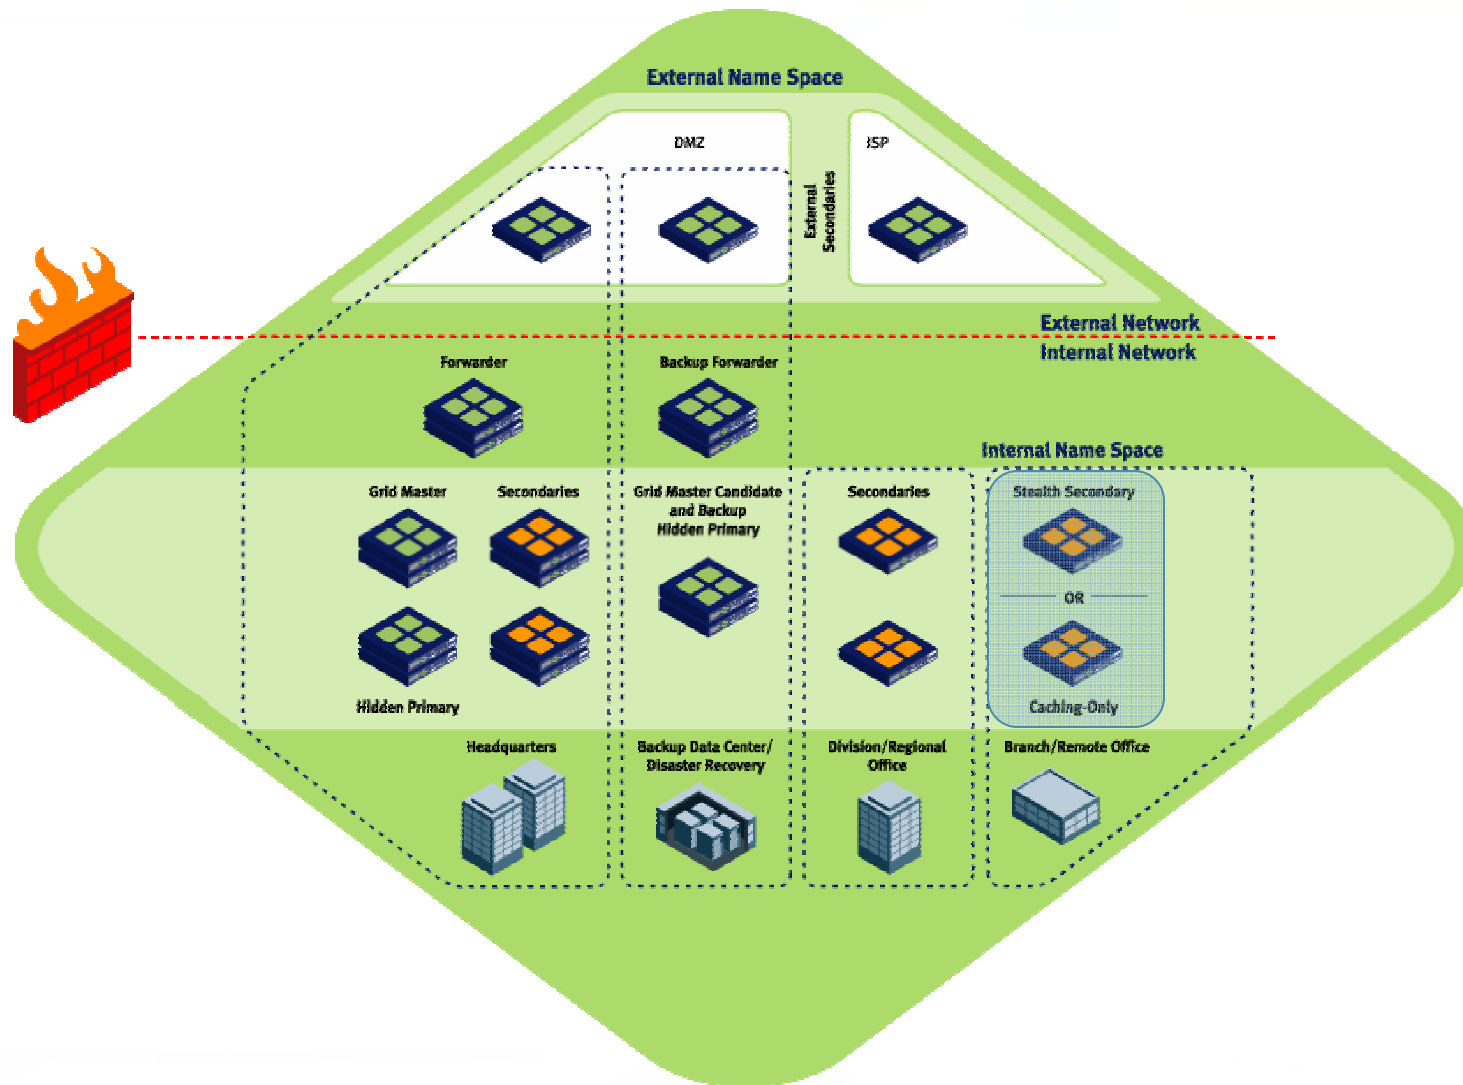 External Name Space
DMZ
ISP
External
Secondaries
External Network
Internal Network
Forwarder
Backup Forwarder
Internal Name Space
Grid Master
Secondaries
Grid Master Candidate
and Backup
Hidden Primary
Secondaries
Stealth Secondary
OR
Hidden Primary
Caching-Only
Headquarters
Backup Data Center/
Disaster Recovery
Division/Regional
Office
Branch/Remote Office